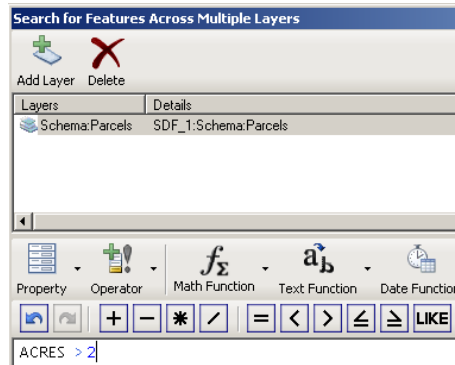 Search for Features Across Multiple Layers
Add Layer Delete
Layers Details
Schema:Parcels SDF_1:Schema:Parcels
Property Operator Math Function Text Function Date Function
+ - * / = < > ≤ ≥ LIKE
ACRES > 2